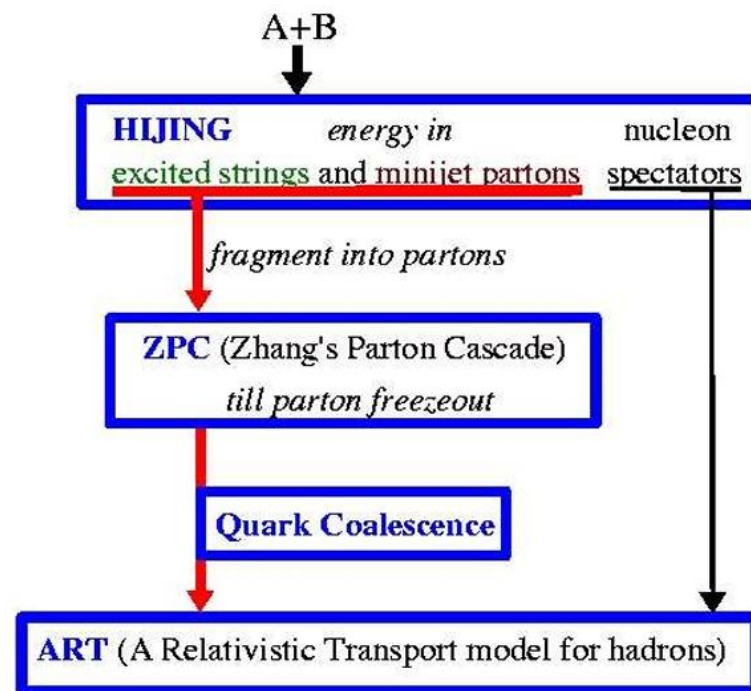 A+B
HIJING energy in nucleon
excited strings and minijet partons spectators
fragment into partons
ZPC (Zhang's Parton Cascade)
till parton freezeout
Quark Coalescence
ART (A Relativistic Transport model for hadrons)